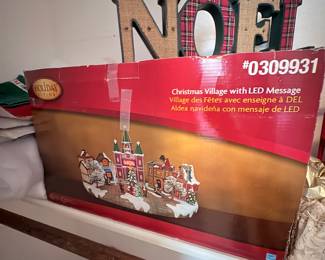 NOEL
#0309931
HOLIDAY
Christmas Village with LED Message
Village des Fêtes avec enseigne à DEL
Aldea navideña con mensaje de LED